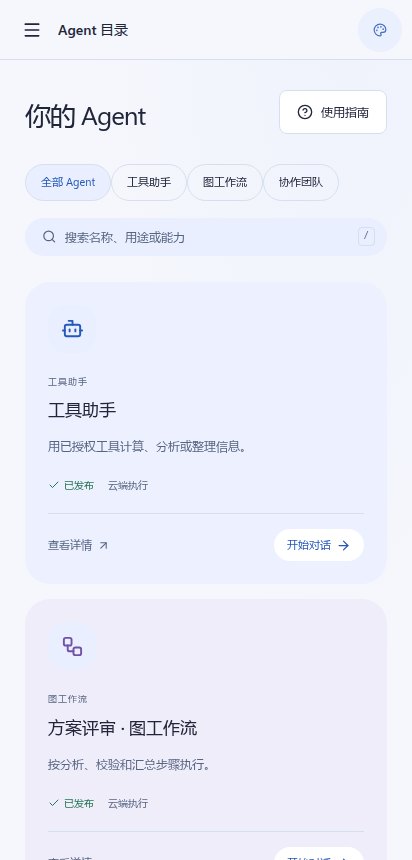 Agent 目录
你的 Agent
使用指南
全部 Agent
工具助手
图工作流
协作团队
搜索名称、用途或能力
/
工具助手
工具助手
用已授权工具计算、分析或整理信息。
已发布 云端执行
查看详情
开始对话
图工作流
方案评审 · 图工作流
按分析、校验和汇总步骤执行。
已发布 云端执行